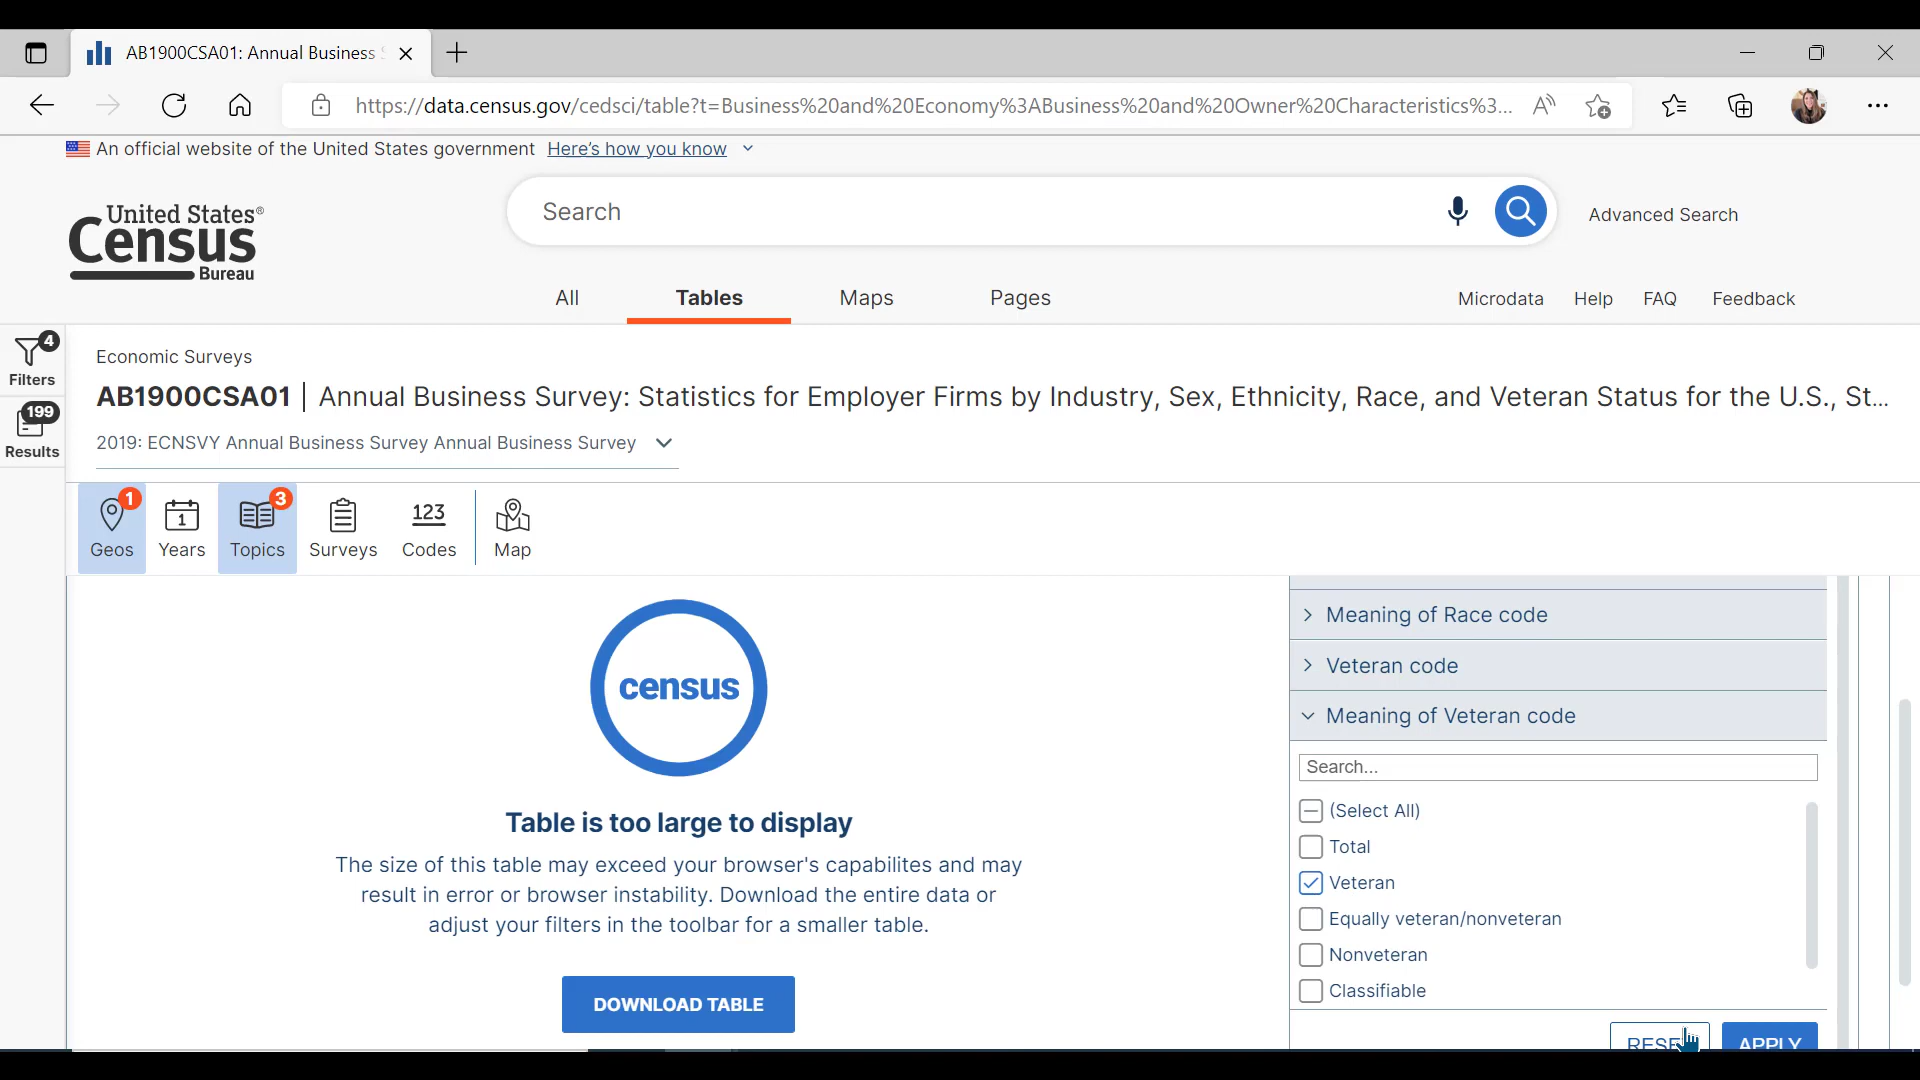 AB1900CSA01: Annual Business S
https://data.census.gov/cedsci/table?t=Business%20and%20Economy%3ABusiness%20and%20Owner%20Characteristics%3...
An official website of the United States government Here's how you know
United States®
Census
Bureau
Search
Advanced Search
All Tables Maps Pages
Microdata Help FAQ Feedback
4
Filters
199
Results
Economic Surveys
AB1900CSA01 | Annual Business Survey: Statistics for Employer Firms by Industry, Sex, Ethnicity, Race, and Veteran Status for the U.S., St...
2019: ECNSVY Annual Business Survey Annual Business Survey
1 1 3 123
Geos Years Topics Surveys Codes Map
census
Table is too large to display
The size of this table may exceed your browser's capabilites and may
result in error or browser instability. Download the entire data or
adjust your filters in the toolbar for a smaller table.
DOWNLOAD TABLE
Meaning of Race code
Veteran code
Meaning of Veteran code
Search...
(Select All)
Total
Veteran
Equally veteran/nonveteran
Nonveteran
Classifiable
RESE APPLY